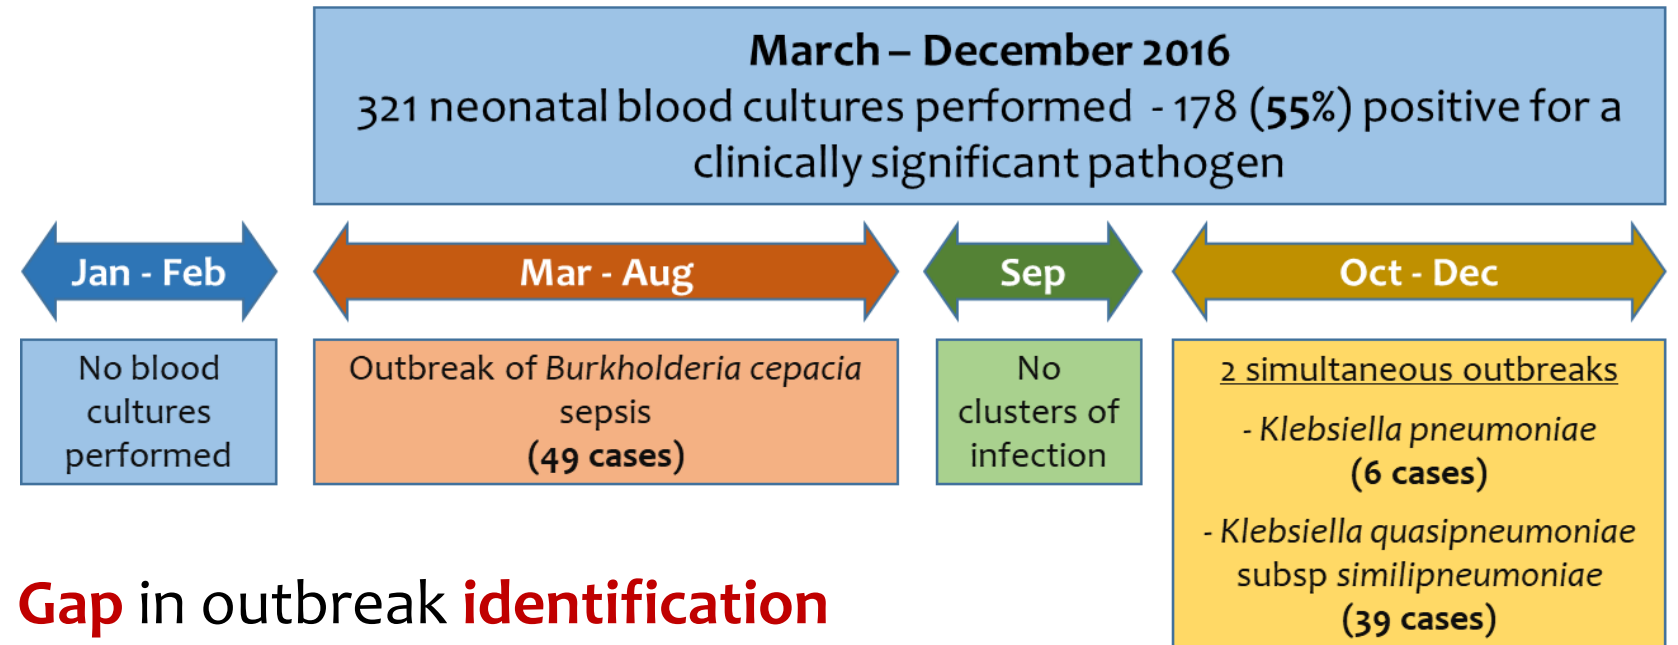 March – December 2016
321 neonatal blood cultures performed - 178 (55%) positive for a
clinically significant pathogen
Jan - Feb
Mar - Aug
Sep
Oct - Dec
No blood
cultures
performed
Outbreak of Burkholderia cepacia
sepsis
(49 cases)
No
clusters of
infection
2 simultaneous outbreaks
- Klebsiella pneumoniae
(6 cases)
- Klebsiella quasipneumoniae
subsp similipneumoniae
(39 cases)
Gap in outbreak identification